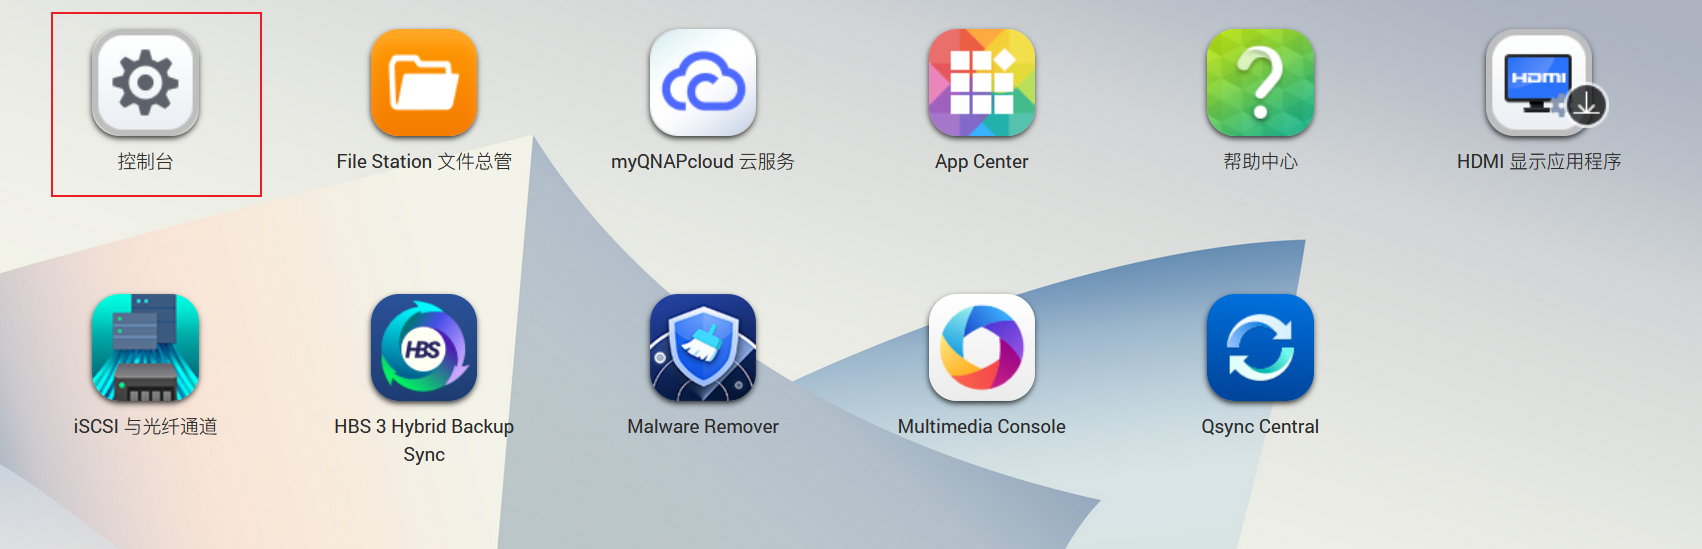 控制台
File Station 文件总管
myQNAPcloud 云服务
App Center
帮助中心
HDMI
HDMI 显示应用程序
iSCSI 与光纤通道
HBS
HBS 3 Hybrid Backup
Sync
Malware Remover
Multimedia Console
Qsync Central